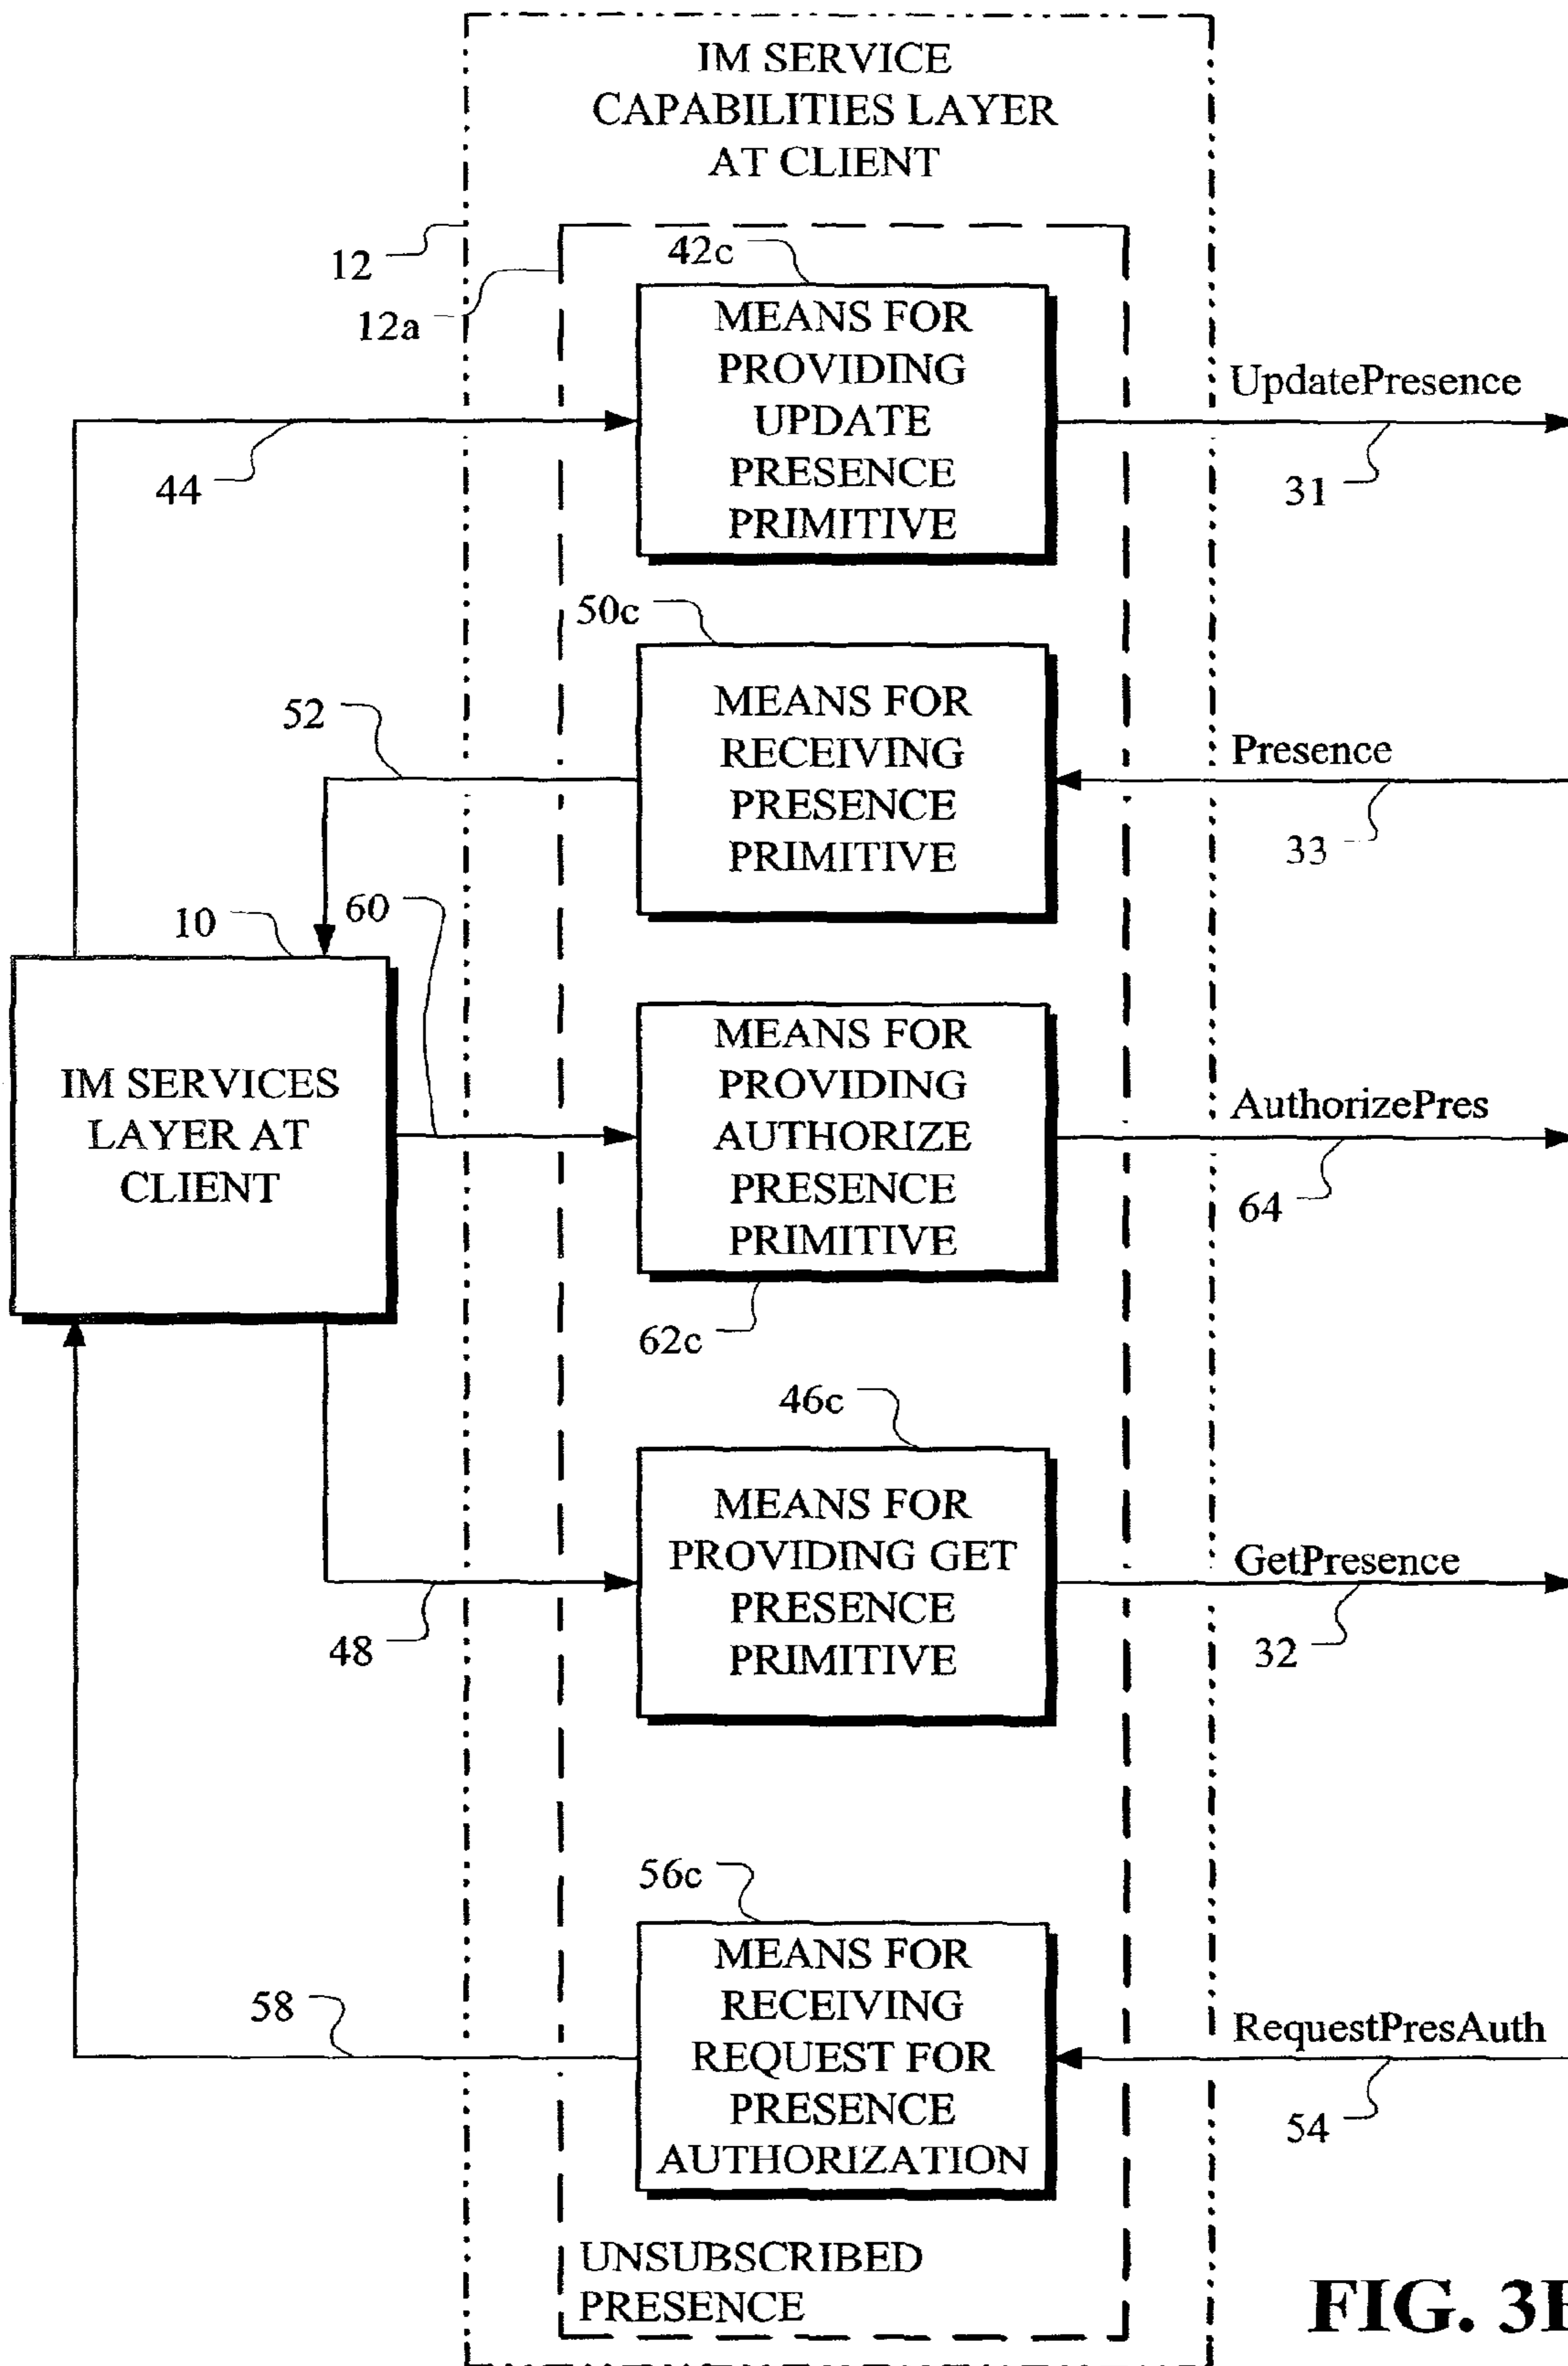 IM SERVICE
CAPABILITIES LAYER
AT CLIENT
12
12a
42c
MEANS FOR
PROVIDING
UPDATE
PRESENCE
PRIMITIVE
UpdatePresence
44
31
50c
MEANS FOR
RECEIVING
PRESENCE
PRIMITIVE
52
Presence
33
10
60
IM SERVICES
LAYER AT
CLIENT
MEANS FOR
PROVIDING
AUTHORIZE
PRESENCE
PRIMITIVE
AuthorizePres
64
62c
46c
MEANS FOR
PROVIDING GET
PRESENCE
PRIMITIVE
GetPresence
48
32
56c
MEANS FOR
RECEIVING
REQUEST FOR
PRESENCE
AUTHORIZATION
58
RequestPresAuth
54
UNSUBSCRIBED
PRESENCE
FIG.